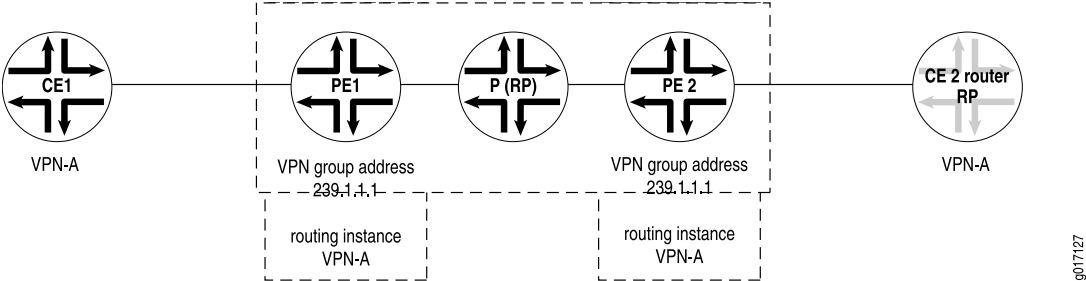 CE1
PE1
P (RP)
PE 2
CE 2 router
RP
VPN-A
VPN group address
239.1.1.1
VPN group address
239.1.1.1
VPN-A
routing instance
VPN-A
routing instance
VPN-A
g017127